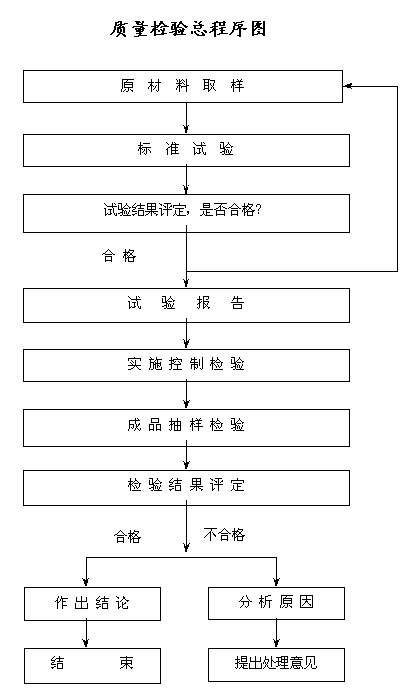 质量检验总程序图
原材料取样
标准试验
试验结果评定，是否合格？
合格
试验报告
实施控制检验
成品抽样检验
检验结果评定
合格 不合格
作出结论 分析原因
结束 提出处理意见